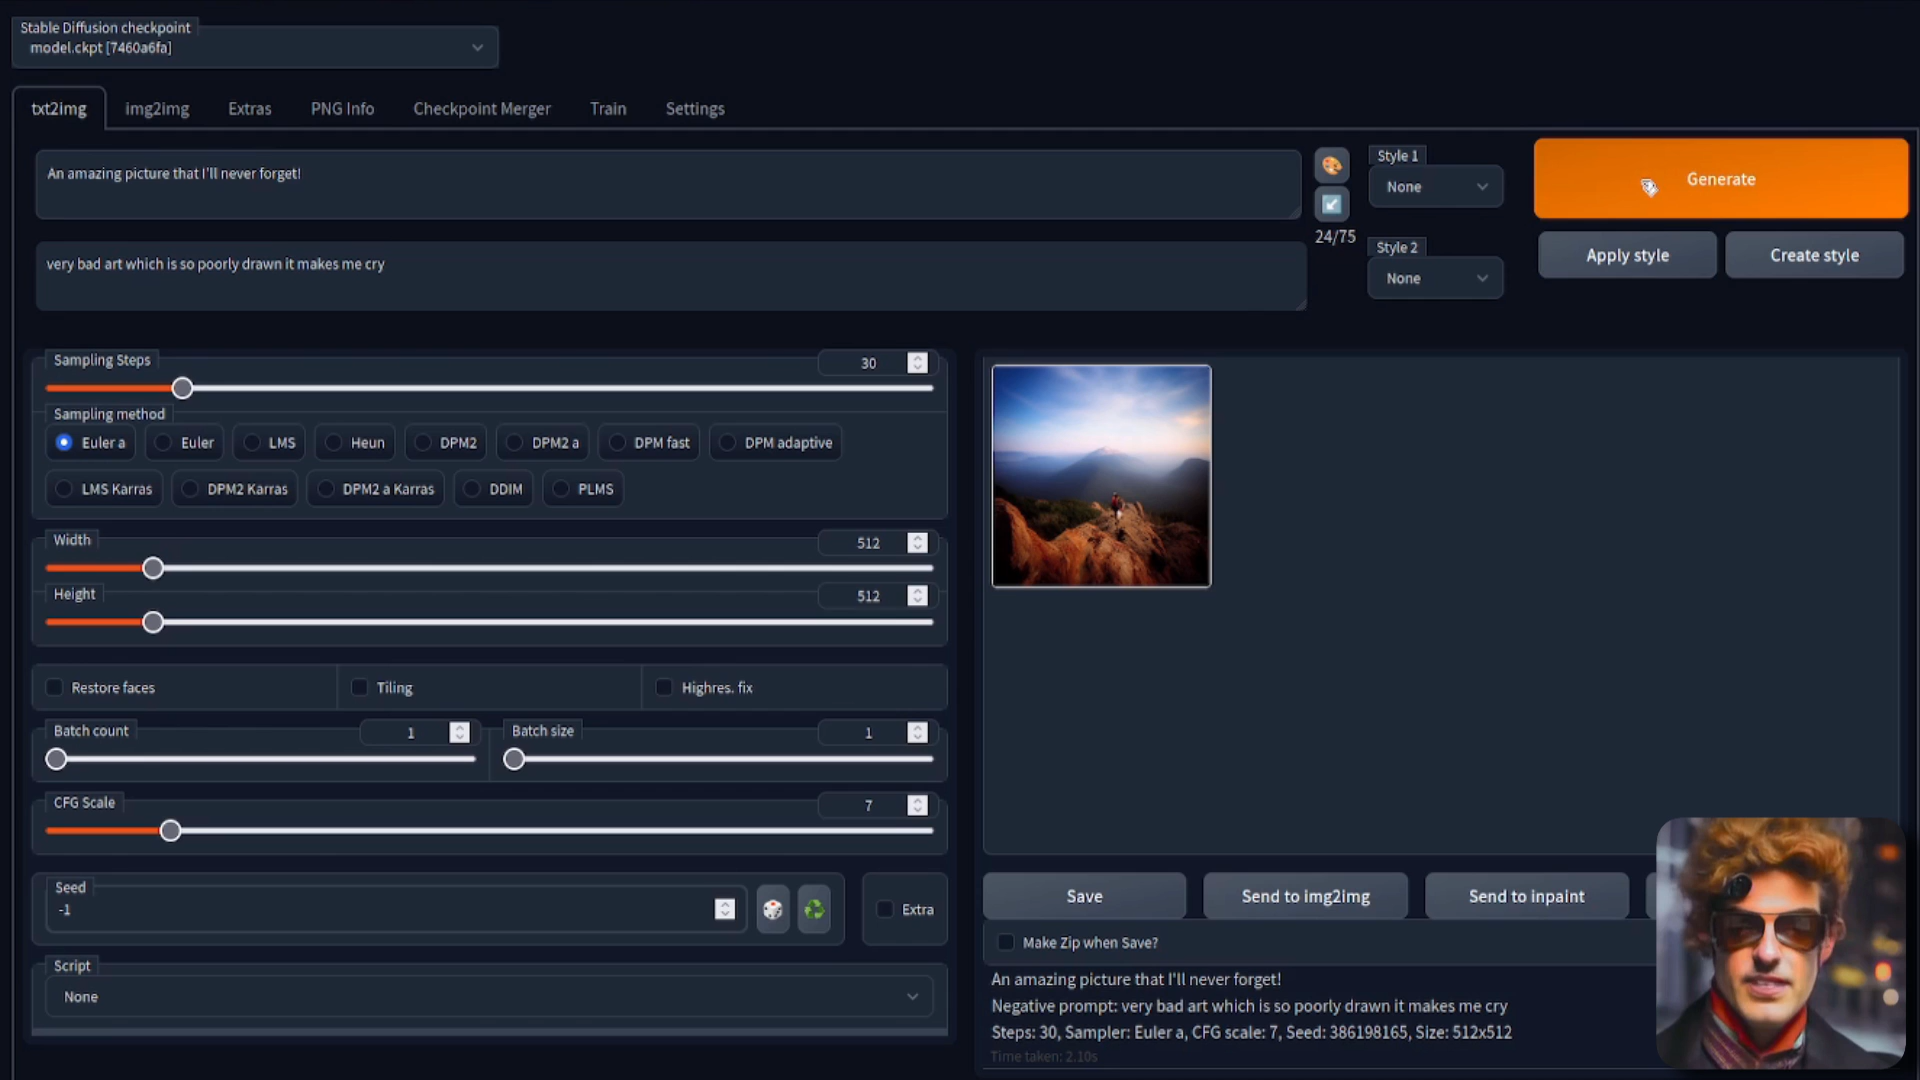 Stable Diffusion checkpoint
model.ckpt [7460a6fa]
txt2img img2img Extras PNG Info Checkpoint Merger Train Settings
An amazing picture that I'll never forget!
Style 1
None
Generate
24/75
very bad art which is so poorly drawn it makes me cry
Style 2
None
Apply style Create style
Sampling Steps 30
Sampling method
Euler a Euler LMS Heun DPM2 DPM2 a DPM fast DPM adaptive
LMS Karras DPM2 Karras DPM2 a Karras DDIM PLMS
Width 512
Height 512
Restore faces Tiling Highres. fix
Batch count 1 Batch size 1
CFG Scale 7
Seed
-1
Extra
Script
None
Save Send to img2img Send to inpaint
Make Zip when Save?
An amazing picture that I'll never forget!
Negative prompt: very bad art which is so poorly drawn it makes me cry
Steps: 30, Sampler: Euler a, CFG scale: 7, Seed: 386198165, Size: 512x512
Time taken: 2.10s